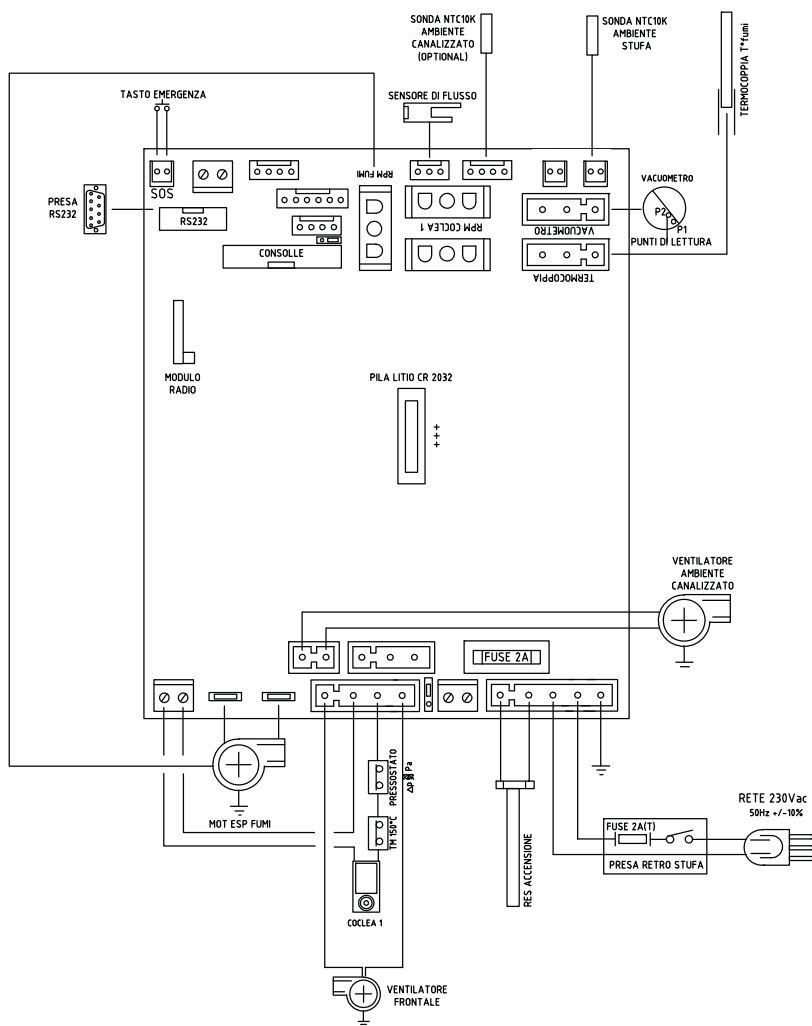 SONDA NTC10K
AMBIENTE
CANALIZZATO
(OPTIONAL)
SONDA NTC10K
AMBIENTE
STUFA
TERMOCOPPIA T°fumi
TASTO EMERGENZA
SENSORE DI FLUSSO
SOS
RPM FUMI
PRESA
RS232
RS232
CONSOLLE
RPM COCLEA 1
VACUOMETRO
TERMOCOPPIA
VACUOMETRO
P2
P1
PUNTI DI LETTURA
MODULO
RADIO
PILA LITIO CR 2032
+++
VENTILATORE
AMBIENTE
CANALIZZATO
FUSE 2A
MOT ESP FUMI
PRESSOSTATO
Pa
TM 150°C
COCLEA 1
RES ACCENSIONE
FUSE 2A(T)
PRESA RETRO STUFA
RETE 230Vac
50Hz +/-10%
VENTILATORE
FRONTALE